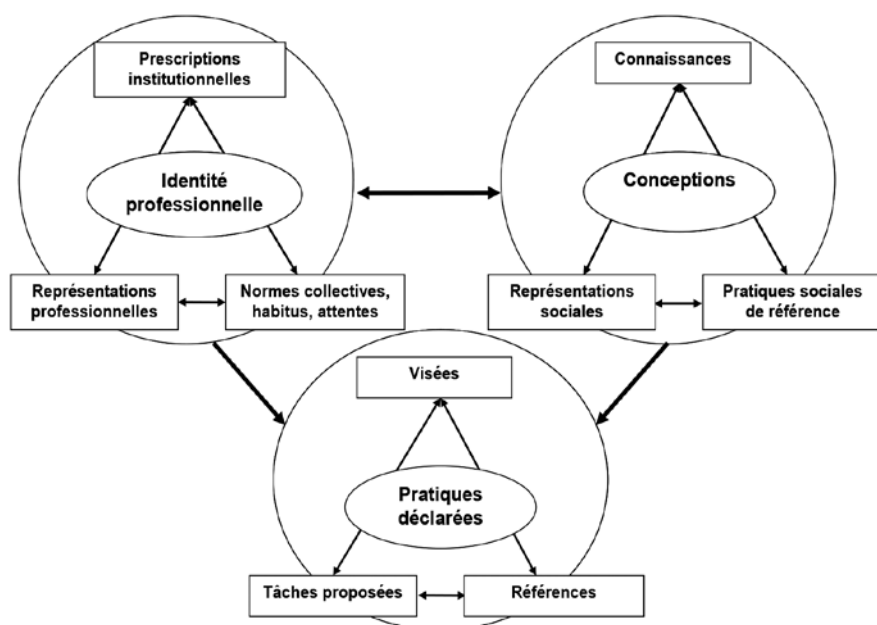 Prescriptions
institutionnelles
Identité
professionnelle
Représentations
professionnelles
Normes collectives,
habitus, attentes
Connaissances
Conceptions
Représentations
sociales
Pratiques sociales
de référence
Visées
Pratiques
déclarées
Tâches proposées
Références